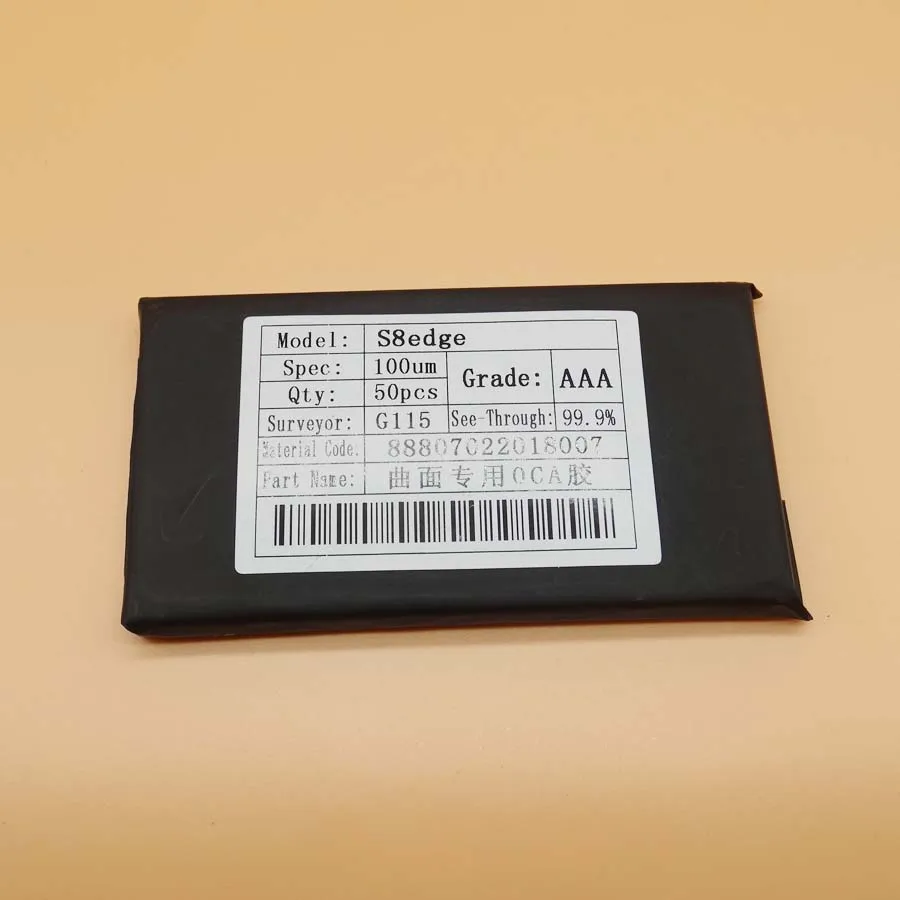 Model: S8edge
Spec: 100um Grade: AAA
Qty: 50pcs
Surveyor: G115 See-Through: 99.9%
Material Code: 88807022018007
Part Name: 曲面专用OCA胶